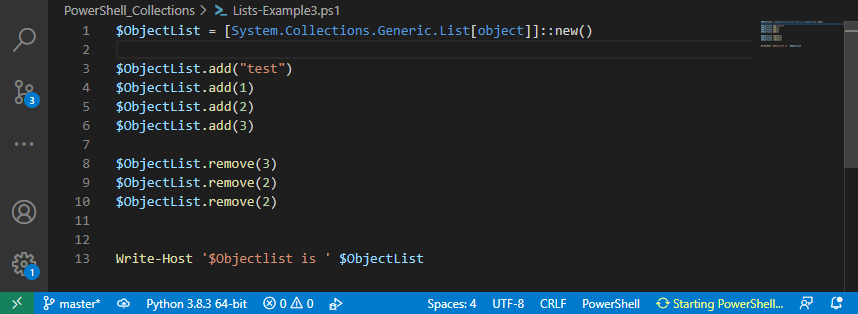 PowerShell_Collections > Lists-Example3.ps1
1 $ObjectList = [System.Collections.Generic.List[object]]::new()
2
3 $ObjectList.add("test")
4 $ObjectList.add(1)
5 $ObjectList.add(2)
6 $ObjectList.add(3)
7
8 $ObjectList.remove(3)
9 $ObjectList.remove(2)
10 $ObjectList.remove(2)
11
12
13 Write-Host '$Objectlist is ' $ObjectList
3
1
master* Python 3.8.3 64-bit 0 0 Spaces: 4 UTF-8 CRLF PowerShell Starting PowerShell...